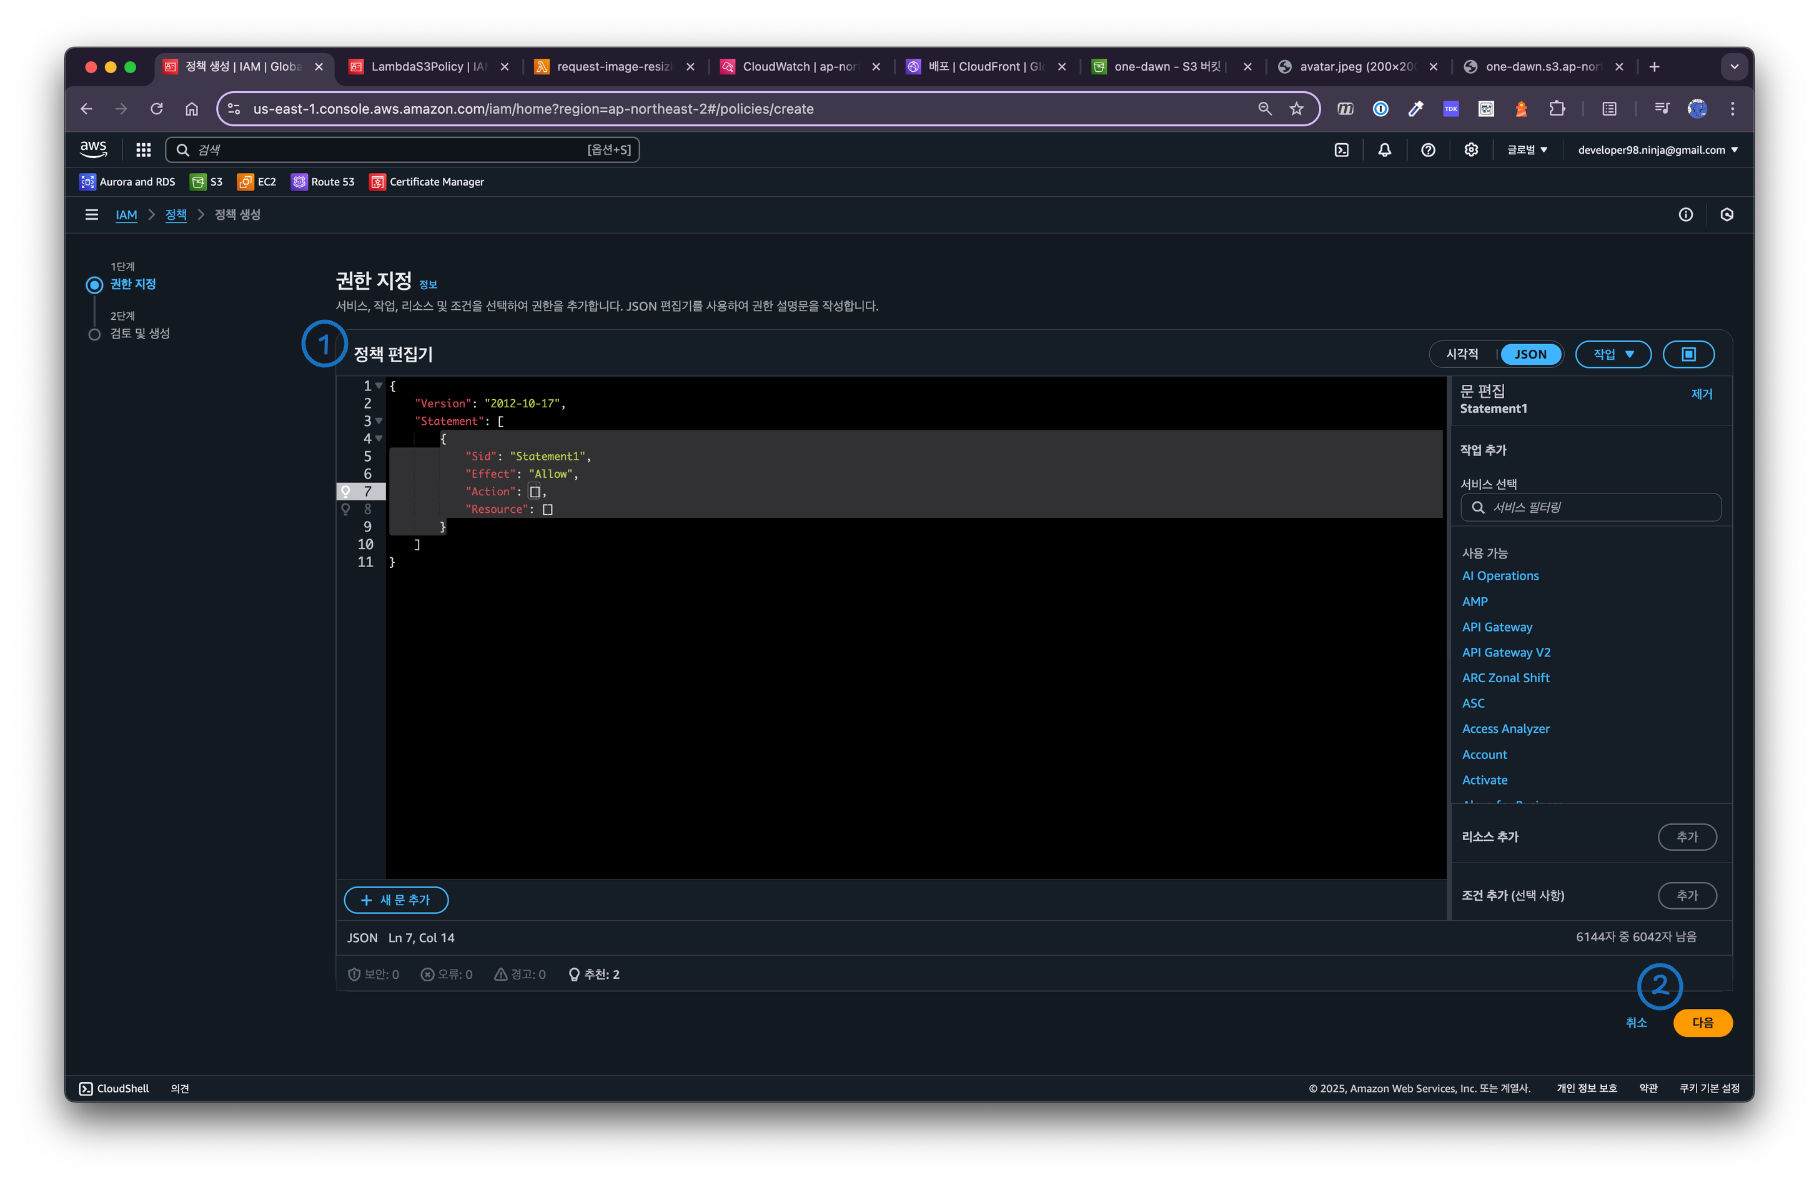 정책 생성 | IAM | Globa
LambdaS3Policy | IA
request-image-resiz
CloudWatch | ap-nor
배포 | CloudFront | Gl
one-dawn - S3 버킷 |
avatar.jpeg (200×20
one-dawn.s3.ap-nor
us-east-1.console.aws.amazon.com/iam/home?region=ap-northeast-2#/policies/create
TDK
aws
검색
[옵션+S]
글로벌
developer98.ninja@gmail.com
Aurora and RDS
S3
EC2
Route 53
Certificate Manager
IAM > 정책 > 정책 생성
1단계
권한 지정
2단계
검토 및 생성
권한 지정 정보
서비스, 작업, 리소스 및 조건을 선택하여 권한을 추가합니다. JSON 편집기를 사용하여 권한 설명문을 작성합니다.
1
정책 편집기
시각적
JSON
작업
1 {
2 "Version": "2012-10-17",
3 "Statement": [
4 {
5 "Sid": "Statement1",
6 "Effect": "Allow",
7 "Action": [],
8 "Resource": []
9 }
10 ]
11 }
문 편집
Statement1
제거
작업 추가
서비스 선택
서비스 필터링
사용 가능
AI Operations
AMP
API Gateway
API Gateway V2
ARC Zonal Shift
ASC
Access Analyzer
Account
Activate
리소스 추가
추가
조건 추가 (선택 사항)
추가
+ 새 문 추가
JSON Ln 7, Col 14
6144자 중 6042자 남음
보안: 0
오류: 0
경고: 0
추천: 2
2
취소
다음
CloudShell
의견
© 2025, Amazon Web Services, Inc. 또는 계열사.
개인 정보 보호
약관
쿠키 기본 설정